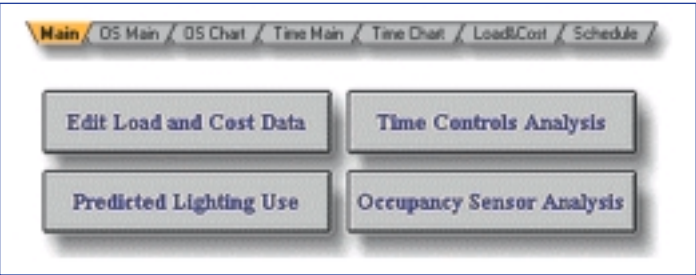 Main / OS Main / OS Chart / Time Main / Time Chart / Load&Cost / Schedule /
Edit Load and Cost Data Time Controls Analysis
Predicted Lighting Use Occupancy Sensor Analysis